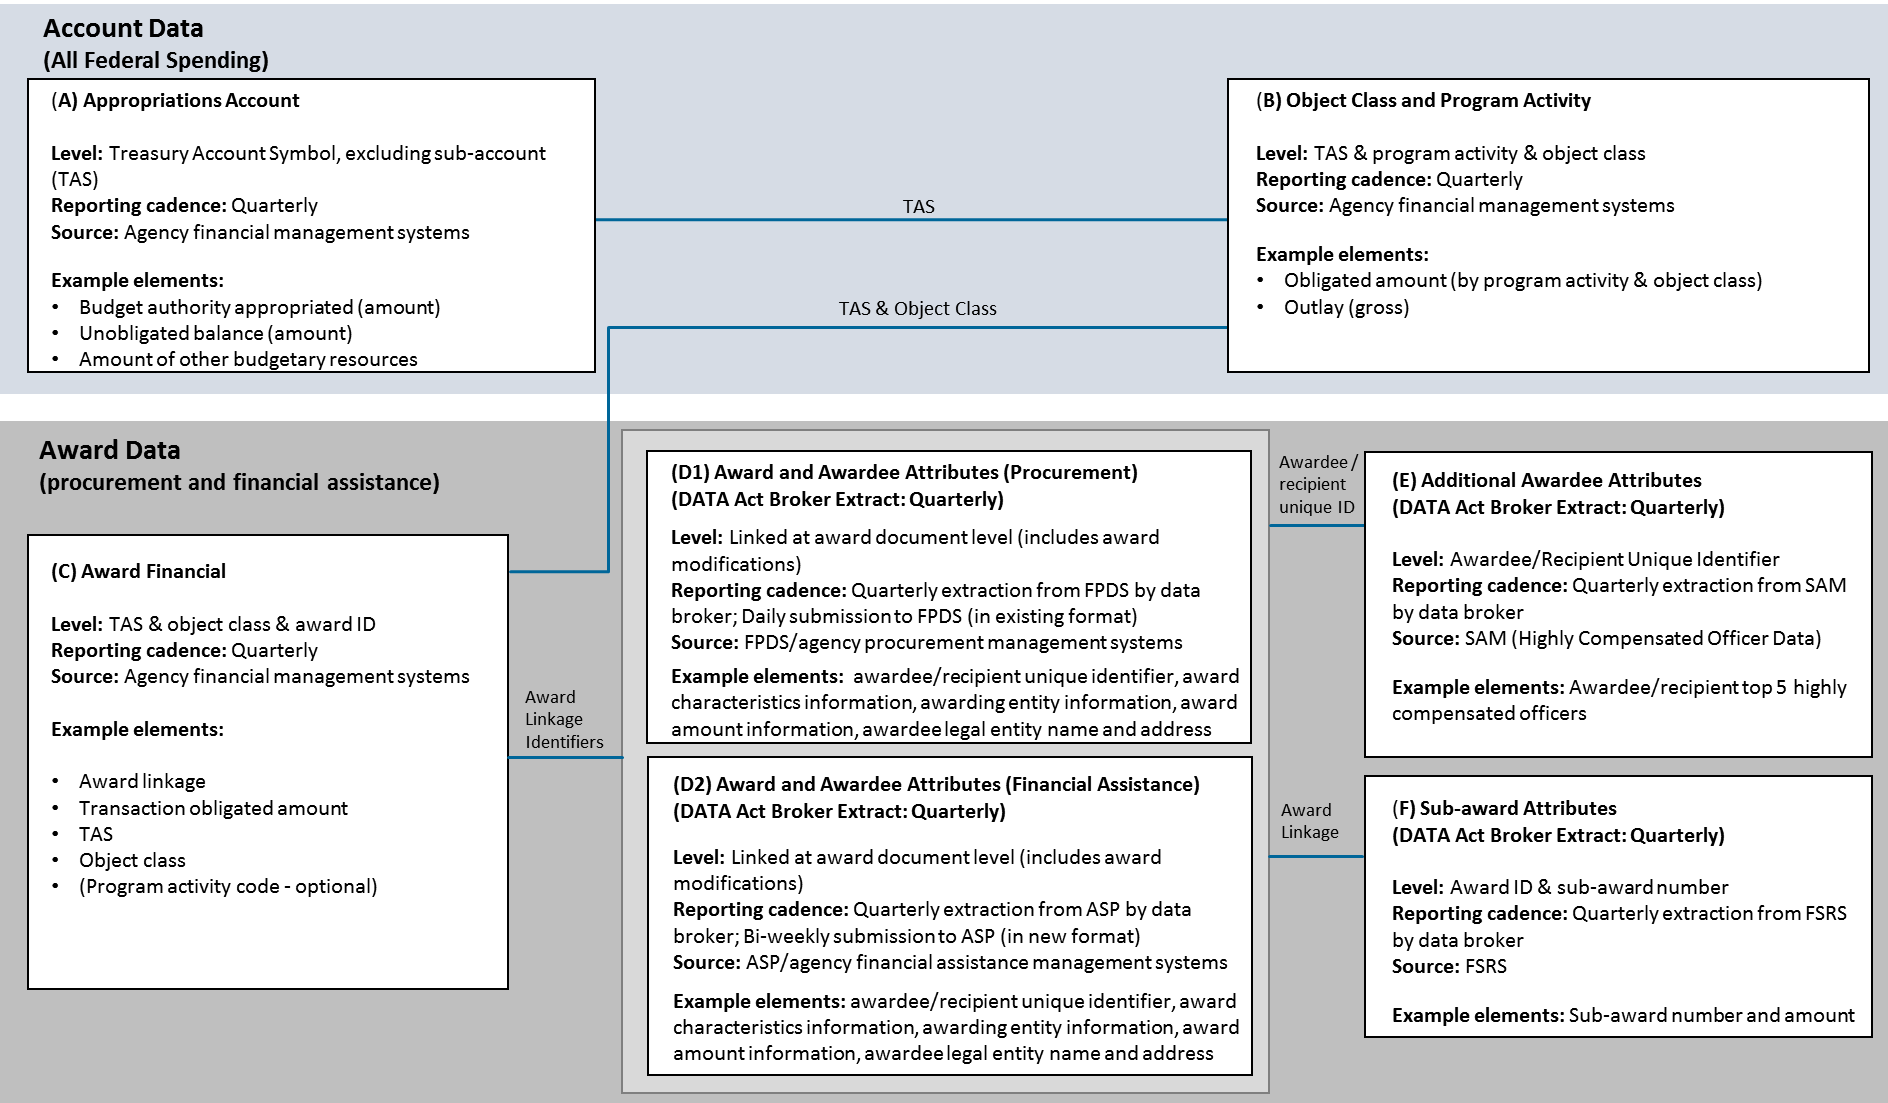 Account Data
(All Federal Spending)
(A) Appropriations Account
Level: Treasury Account Symbol, excluding sub-account
(TAS)
Reporting cadence: Quarterly
Source: Agency financial management systems
Example elements:
• Budget authority appropriated (amount)
• Unobligated balance (amount)
• Amount of other budgetary resources
TAS
TAS & Object Class
(B) Object Class and Program Activity
Level: TAS & program activity & object class
Reporting cadence: Quarterly
Source: Agency financial management systems
Example elements:
• Obligated amount (by program activity & object class)
• Outlay (gross)
Award Data
(procurement and financial assistance)
(C) Award Financial
Level: TAS & object class & award ID
Reporting cadence: Quarterly
Source: Agency financial management systems
Example elements:
• Award linkage
• Transaction obligated amount
• TAS
• Object class
• (Program activity code - optional)
Award
Linkage
Identifiers
(D1) Award and Awardee Attributes (Procurement)
(DATA Act Broker Extract: Quarterly)
Level: Linked at award document level (includes award
modifications)
Reporting cadence: Quarterly extraction from FPDS by data
broker; Daily submission to FPDS (in existing format)
Source: FPDS/agency procurement management systems
Example elements: awardee/recipient unique identifier, award
characteristics information, awarding entity information, award
amount information, awardee legal entity name and address
(D2) Award and Awardee Attributes (Financial Assistance)
(DATA Act Broker Extract: Quarterly)
Level: Linked at award document level (includes award
modifications)
Reporting cadence: Quarterly extraction from ASP by data
broker; Bi-weekly submission to ASP (in new format)
Source: ASP/agency financial assistance management systems
Example elements: awardee/recipient unique identifier, award
characteristics information, awarding entity information, award
amount information, awardee legal entity name and address
Awardee/
recipient
unique ID
(E) Additional Awardee Attributes
(DATA Act Broker Extract: Quarterly)
Level: Awardee/Recipient Unique Identifier
Reporting cadence: Quarterly extraction from SAM
by data broker
Source: SAM (Highly Compensated Officer Data)
Example elements: Awardee/recipient top 5 highly
compensated officers
Award
Linkage
(F) Sub-award Attributes
(DATA Act Broker Extract: Quarterly)
Level: Award ID & sub-award number
Reporting cadence: Quarterly extraction from FSRS
by data broker
Source: FSRS
Example elements: Sub-award number and amount